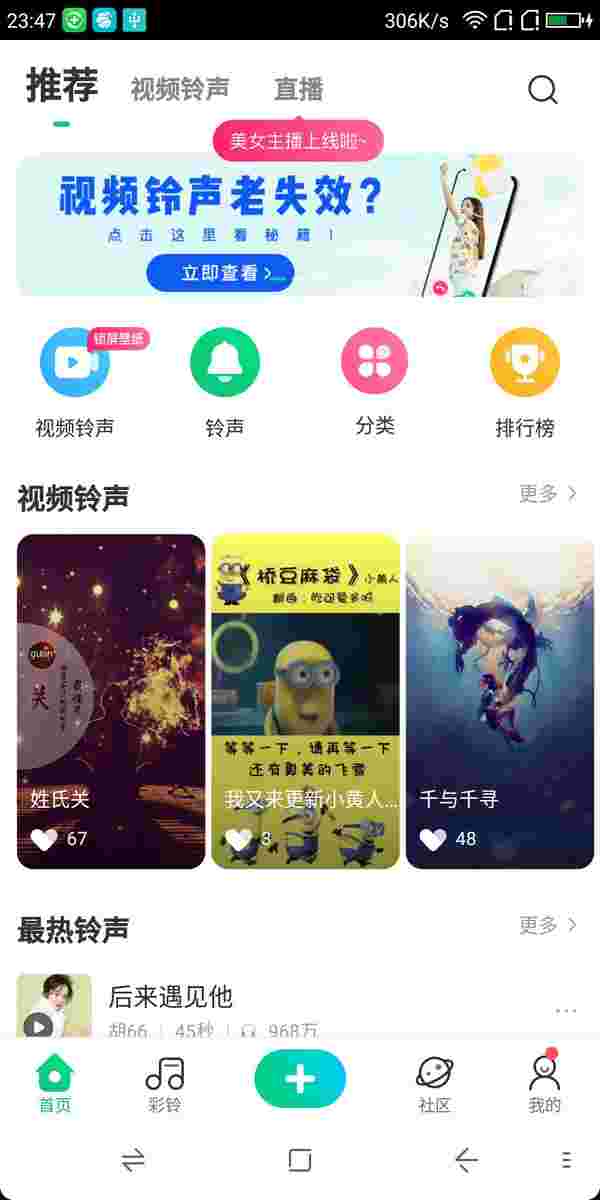 23:47
306K/s
推荐
视频铃声
直播
美女主播上线啦~
视频铃声老失效?
点击这里看秘籍!
立即查看
锁屏壁纸
视频铃声
铃声
分类
排行榜
视频铃声
更多
关
姓氏关
67
《桥豆麻袋》小黄人
等等一下，请再等一下
还有奥美的飞雪
我又来更新小黄人...
8
千与千寻
48
最热铃声
更多
后来遇见他
胡66
45秒
968万
首页
彩铃
社区
我的